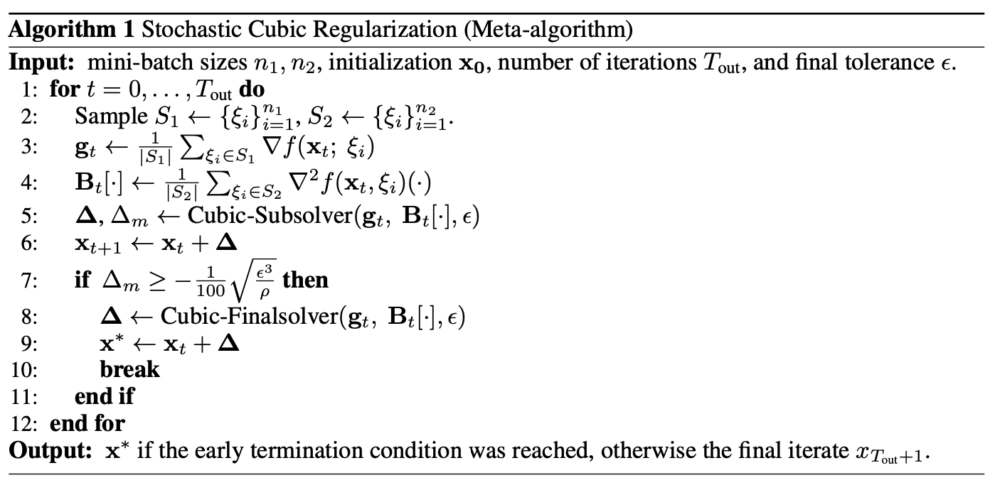 Algorithm 1 Stochastic Cubic Regularization (Meta-algorithm)
Input: mini-batch sizes $n_1, n_2$, initialization $\mathbf{x_0}$, number of iterations $T_{\text{out}}$, and final tolerance $\epsilon$.
1: for $t = 0, \ldots, T_{\text{out}}$ do
2: Sample $S_1 \leftarrow \{\xi_i\}_{i=1}^{n_1}$, $S_2 \leftarrow \{\xi_i\}_{i=1}^{n_2}$.
3: $\mathbf{g}_t \leftarrow \frac{1}{|S_1|} \sum_{\xi_i \in S_1} \nabla f(\mathbf{x}_t; \xi_i)$
4: $\mathbf{B}_t[\cdot] \leftarrow \frac{1}{|S_2|} \sum_{\xi_i \in S_2} \nabla^2 f(\mathbf{x}_t, \xi_i)(\cdot)$
5: $\mathbf{\Delta}, \Delta_m \leftarrow$ Cubic-Subsolver$(\mathbf{g}_t, \mathbf{B}_t[\cdot], \epsilon)$
6: $\mathbf{x}_{t+1} \leftarrow \mathbf{x}_t + \mathbf{\Delta}$
7: if $\Delta_m \geq -\frac{1}{100} \sqrt{\frac{\epsilon^3}{\rho}}$ then
8: $\mathbf{\Delta} \leftarrow$ Cubic-Finalsolver$(\mathbf{g}_t, \mathbf{B}_t[\cdot], \epsilon)$
9: $\mathbf{x}^* \leftarrow \mathbf{x}_t + \mathbf{\Delta}$
10: break
11: end if
12: end for
Output: $\mathbf{x}^*$ if the early termination condition was reached, otherwise the final iterate $x_{T_{\text{out}}+1}$.